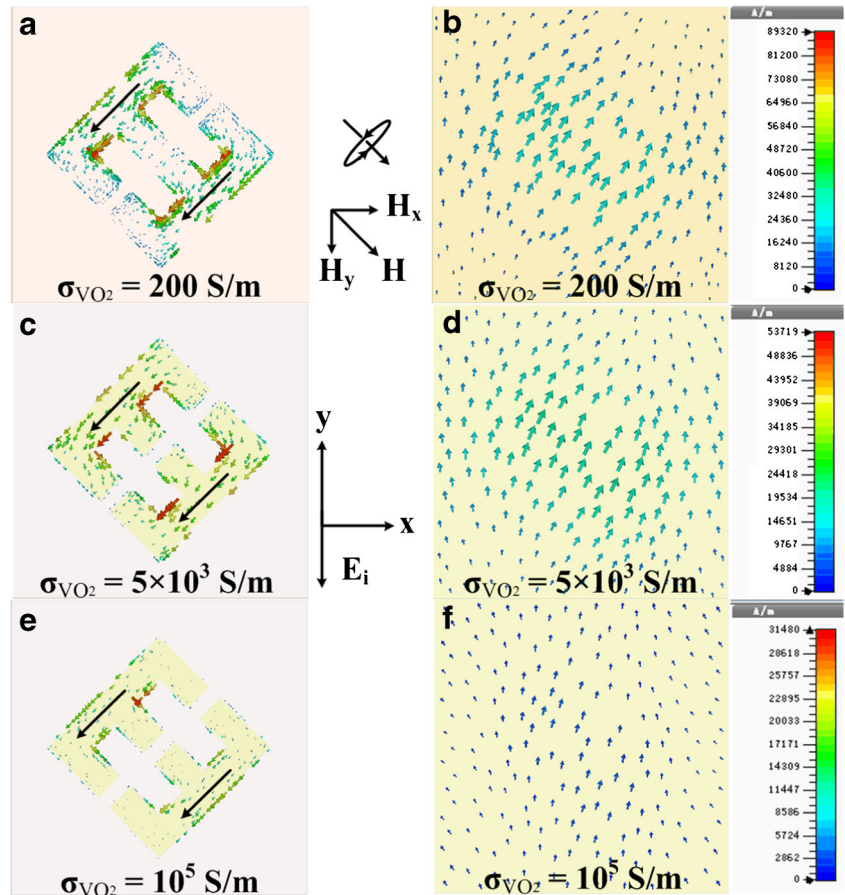 a
b
A/m
89320
81200
73080
64960
56840
48720
40600
32480
24360
16240
8120
0
Hₓ
H_y
H
σVO₂ = 200 S/m
σVO₂ = 200 S/m
c
d
A/m
53719
48836
43952
39069
34185
29301
24418
19534
14651
9767
4884
0
y
x
Eᵢ
σVO₂ = 5×10³ S/m
σVO₂ = 5×10³ S/m
e
f
A/m
31480
28618
25757
22895
20033
17171
14309
11447
8586
5724
2862
0
σVO₂ = 10⁵ S/m
σVO₂ = 10⁵ S/m